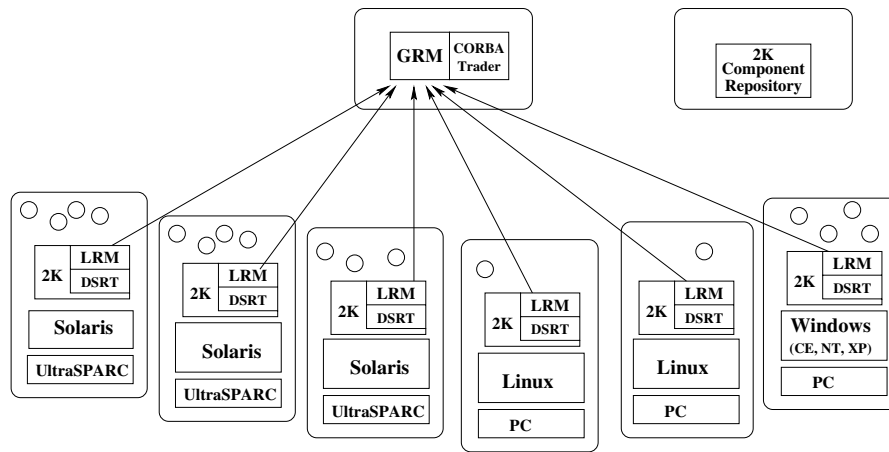 GRM
CORBA
Trader
2K
Component
Repository
LRM
2K
DSRT
Solaris
UltraSPARC
LRM
2K
DSRT
Solaris
UltraSPARC
LRM
2K
DSRT
Solaris
UltraSPARC
LRM
2K
DSRT
Linux
PC
LRM
2K
DSRT
Linux
PC
LRM
2K
DSRT
Windows
(CE, NT, XP)
PC